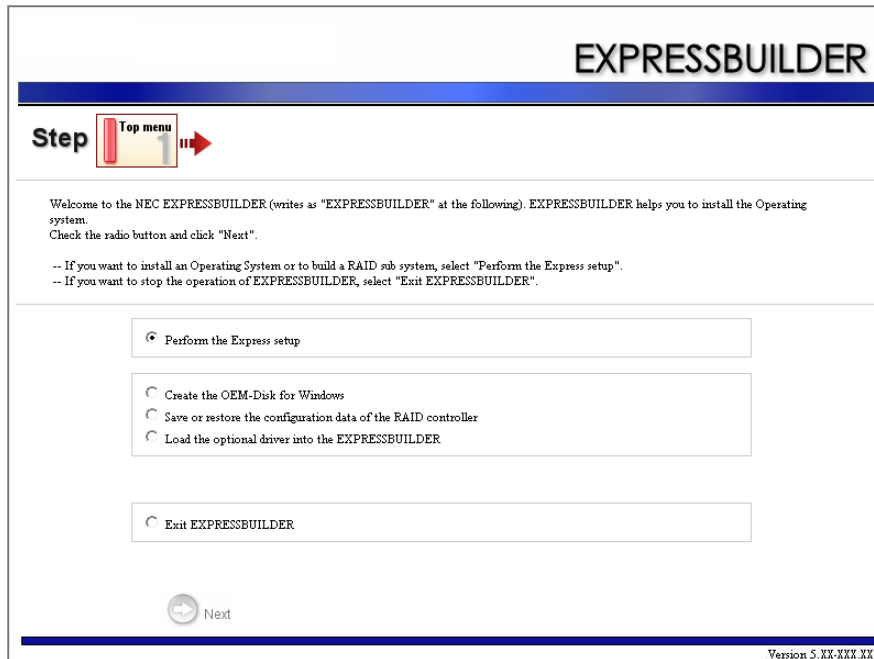 EXPRESSBUILDER
Step
Top menu
1
Welcome to the NEC EXPRESSBUILDER (writes as "EXPRESSBUILDER" at the following). EXPRESSBUILDER helps you to install the Operating
system.
Check the radio button and click "Next".
-- If you want to install an Operating System or to build a RAID sub system, select "Perform the Express setup".
-- If you want to stop the operation of EXPRESSBUILDER, select "Exit EXPRESSBUILDER".
Perform the Express setup
Create the OEM-Disk for Windows
Save or restore the configuration data of the RAID controller
Load the optional driver into the EXPRESSBUILDER
Exit EXPRESSBUILDER
Next
Version 5.XX-XXX.XX